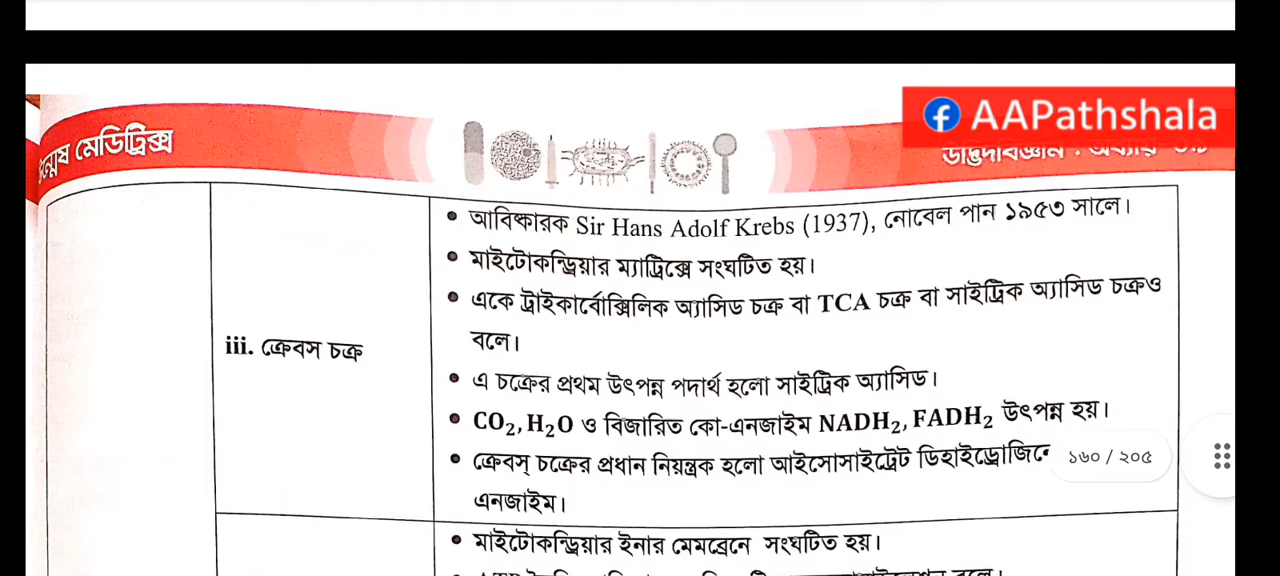 AAPathshala
মেডিট্রিক্স
উদ্ভিদবিজ্ঞান : অধ্যায়
• আবিষ্কারক Sir Hans Adolf Krebs (1937), নোবেল পান ১৯৫৩ সালে।
• মাইটোকন্ড্রিয়ার ম্যাট্রিক্সে সংঘটিত হয়।
• একে ট্রাইকার্বোক্সিলিক অ্যাসিড চক্র বা TCA চক্র বা সাইট্রিক অ্যাসিড চক্রও
বলে।
iii. ক্রেবস চক্র
• এ চক্রের প্রথম উৎপন্ন পদার্থ হলো সাইট্রিক অ্যাসিড।
• CO₂, H₂O ও বিজারিত কো-এনজাইম NADH₂, FADH₂ উৎপন্ন হয়।
• ক্রেবস্ চক্রের প্রধান নিয়ন্ত্রক হলো আইসোসাইট্রেট ডিহাইড্রোজিনে
১৬০ / ২০৫
এনজাইম।
• মাইটোকন্ড্রিয়ার ইনার মেমব্রেনে সংঘটিত হয়।